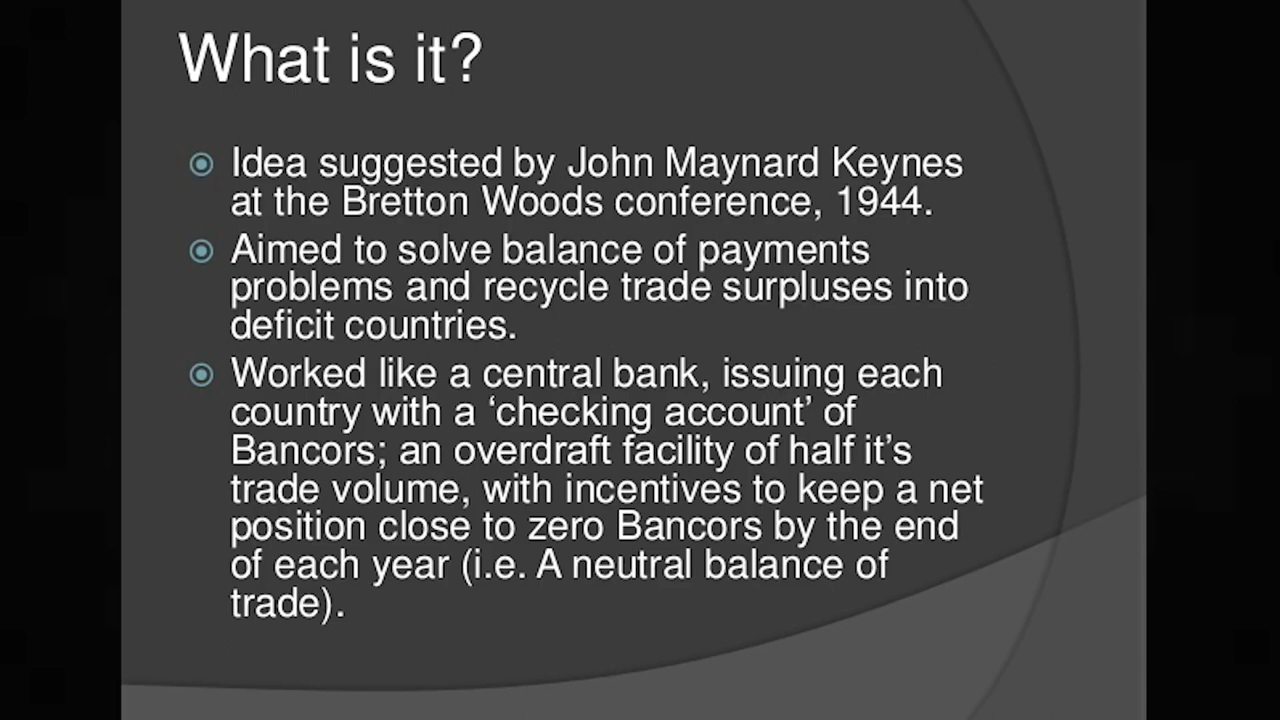 What is it?
Idea suggested by John Maynard Keynes
at the Bretton Woods conference, 1944.
Aimed to solve balance of payments
problems and recycle trade surpluses into
deficit countries.
Worked like a central bank, issuing each
country with a ‘checking account’ of
Bancors; an overdraft facility of half it’s
trade volume, with incentives to keep a net
position close to zero Bancors by the end
of each year (i.e. A neutral balance of
trade).